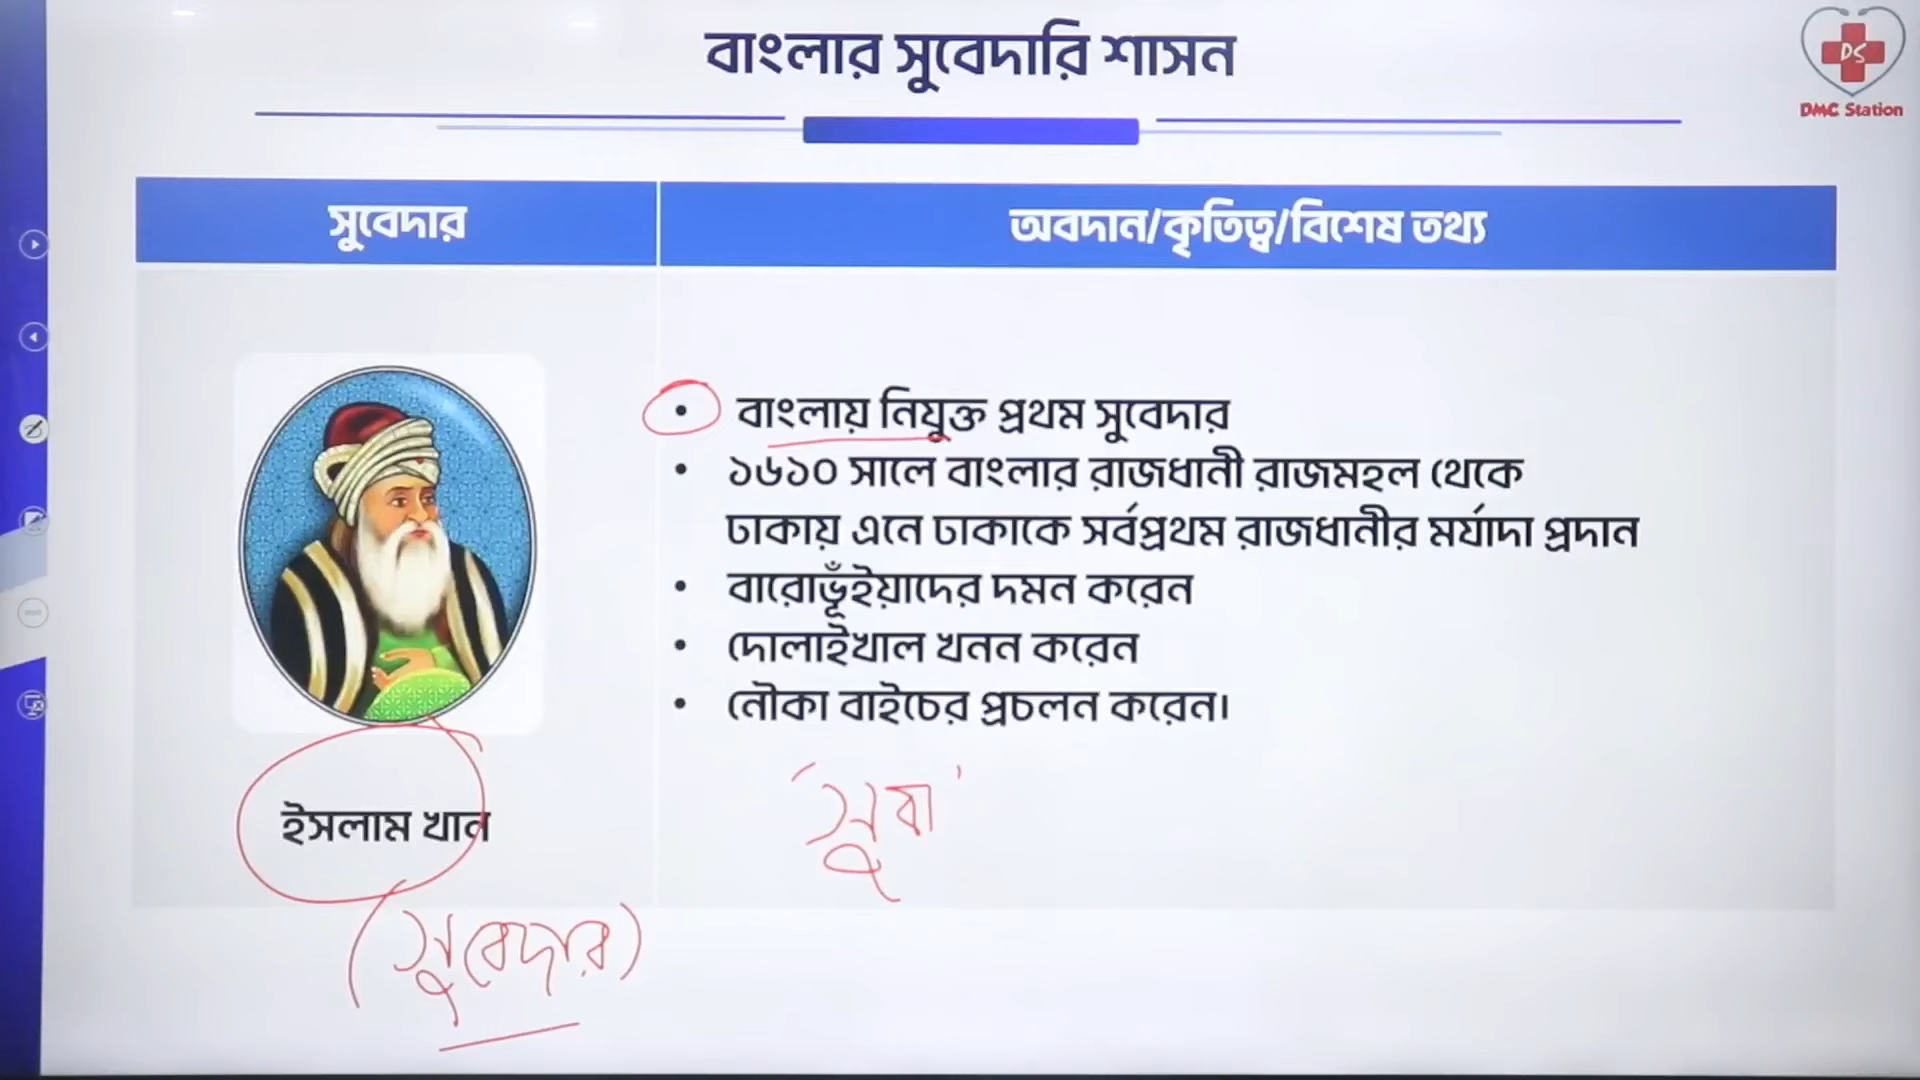 বাংলার সুবেদারি শাসন
DS
DMC Station
সুবেদার
অবদান/কৃতিত্ব/বিশেষ তথ্য
• বাংলায় নিযুক্ত প্রথম সুবেদার
• ১৬১০ সালে বাংলার রাজধানী রাজমহল থেকে
ঢাকায় এনে ঢাকাকে সর্বপ্রথম রাজধানীর মর্যাদা প্রদান
• বারোভূঁইয়াদের দমন করেন
• দোলাইখাল খনন করেন
• নৌকা বাইচের প্রচলন করেন।
ইসলাম খান
'সুবা'
(সুবেদার)